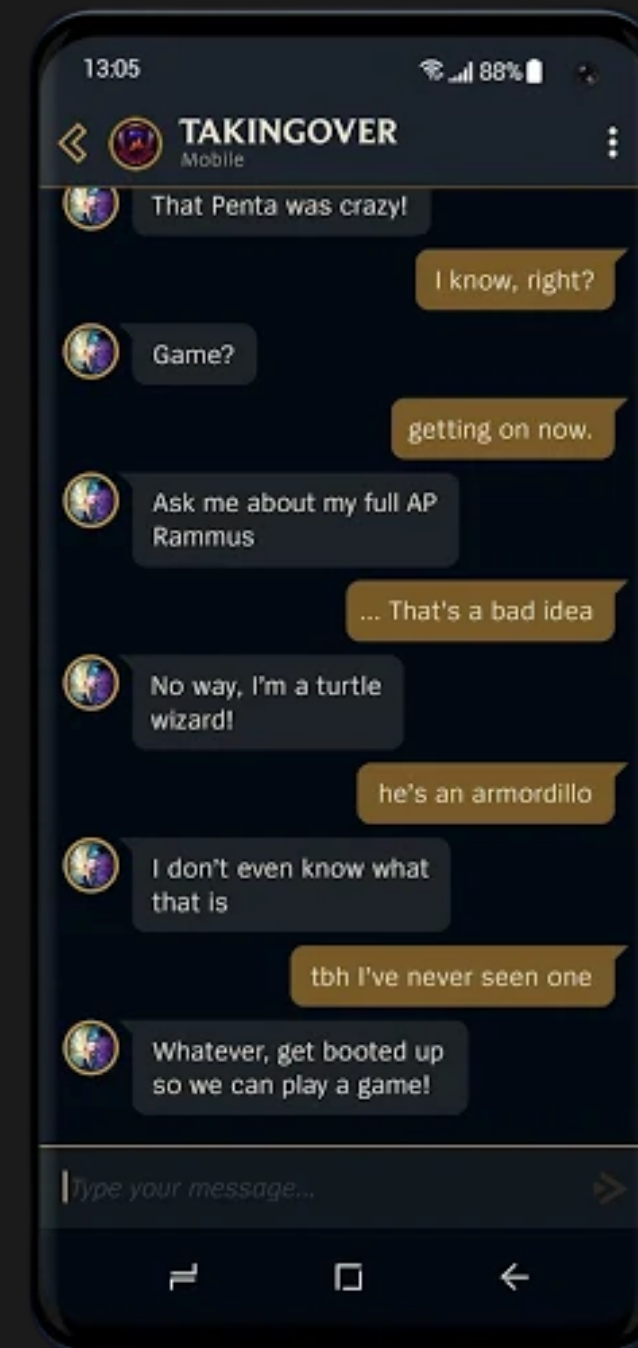 13:05 88%
TAKINGOVER
Mobile
That Penta was crazy!
I know, right?
Game?
getting on now.
Ask me about my full AP
Rammus
... That's a bad idea
No way, I'm a turtle
wizard!
he's an armordillo
I don't even know what
that is
tbh I've never seen one
Whatever, get booted up
so we can play a game!
Type your message...